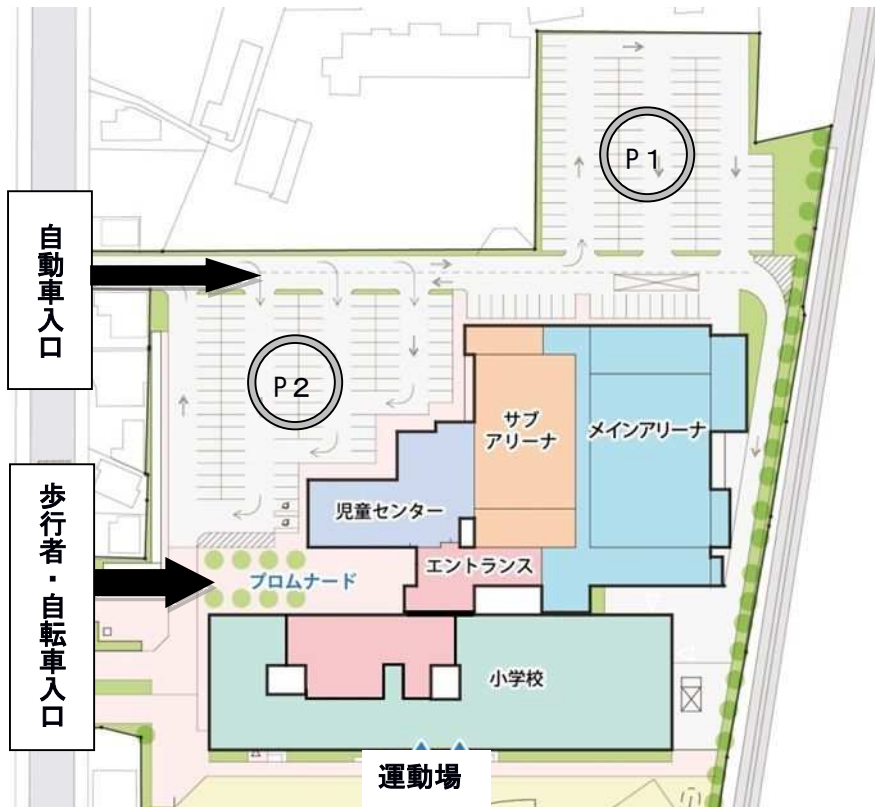 P1
自動車入口
P2
サブ
アリーナ
メインアリーナ
児童センター
エントランス
プロムナード
歩行者・自転車入口
小学校
運動場